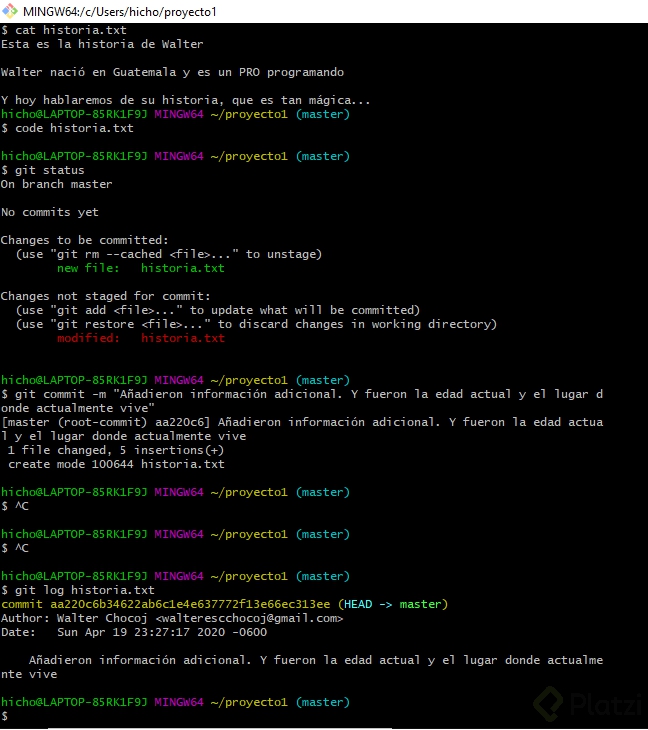 MINGW64:/c/Users/hicho/proyecto1
$ cat historia.txt
Esta es la historia de Walter
Walter nació en Guatemala y es un PRO programando
Y hoy hablaremos de su historia, que es tan mágica...
hicho@LAPTOP-85RK1F9J MINGW64 ~/proyecto1 (master)
$ code historia.txt
hicho@LAPTOP-85RK1F9J MINGW64 ~/proyecto1 (master)
$ git status
On branch master
No commits yet
Changes to be committed:
(use "git rm --cached <file>..." to unstage)
new file:   historia.txt
Changes not staged for commit:
(use "git add <file>..." to update what will be committed)
(use "git restore <file>..." to discard changes in working directory)
modified:   historia.txt
hicho@LAPTOP-85RK1F9J MINGW64 ~/proyecto1 (master)
$ git commit -m "Añadieron información adicional. Y fueron la edad actual y el lugar d
onde actualmente vive"
[master (root-commit) aa220c6] Añadieron información adicional. Y fueron la edad actua
l y el lugar donde actualmente vive
1 file changed, 5 insertions(+)
create mode 100644 historia.txt
hicho@LAPTOP-85RK1F9J MINGW64 ~/proyecto1 (master)
$ ^C
hicho@LAPTOP-85RK1F9J MINGW64 ~/proyecto1 (master)
$ ^C
hicho@LAPTOP-85RK1F9J MINGW64 ~/proyecto1 (master)
$ git log historia.txt
commit aa220c6b34622ab6c1e4e637772f13e66ec313ee (HEAD -> master)
Author: Walter Chocoj <walterescchocoj@gmail.com>
Date:   Sun Apr 19 23:27:17 2020 -0600
Añadieron información adicional. Y fueron la edad actual y el lugar donde actualme
nte vive
hicho@LAPTOP-85RK1F9J MINGW64 ~/proyecto1 (master)
$
Platzi